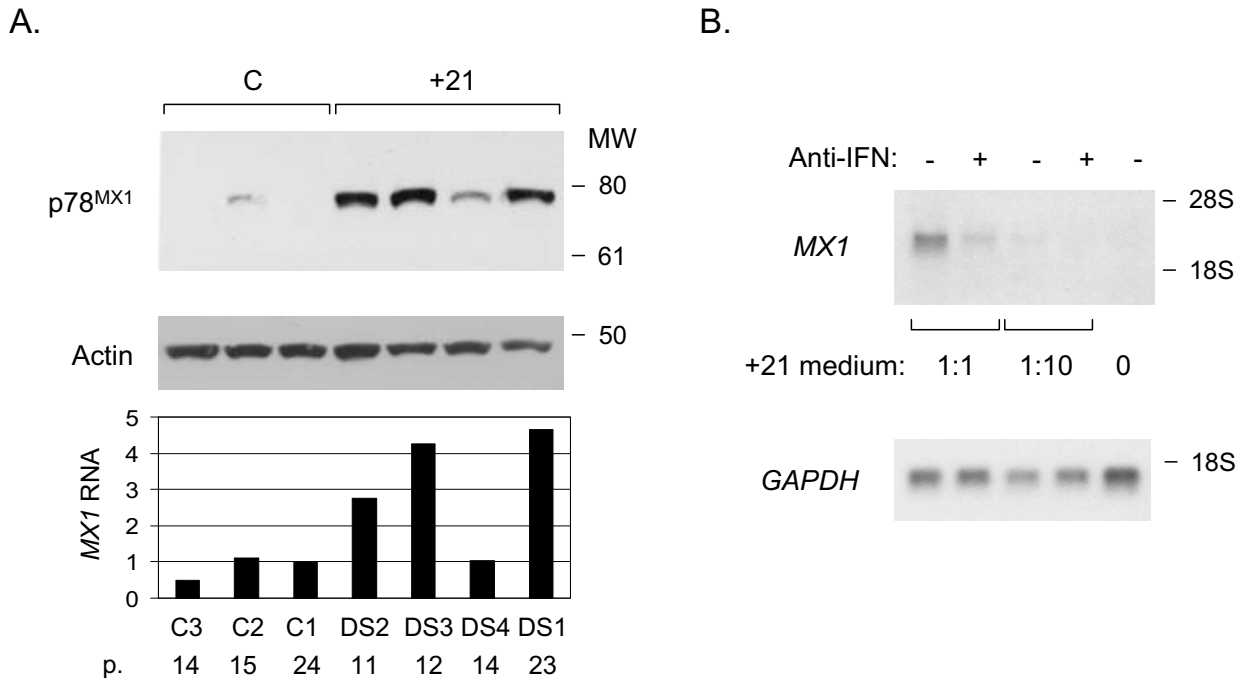 A.
C +21
MW
p78MX1
– 80
– 61
Actin
– 50
MX1 RNA
5
4
3
2
1
0
C3 C2 C1 DS2 DS3 DS4 DS1
p. 14 15 24 11 12 14 23
B.
Anti-IFN: - + - + -
– 28S
MX1
– 18S
+21 medium: 1:1 1:10 0
– 18S
GAPDH